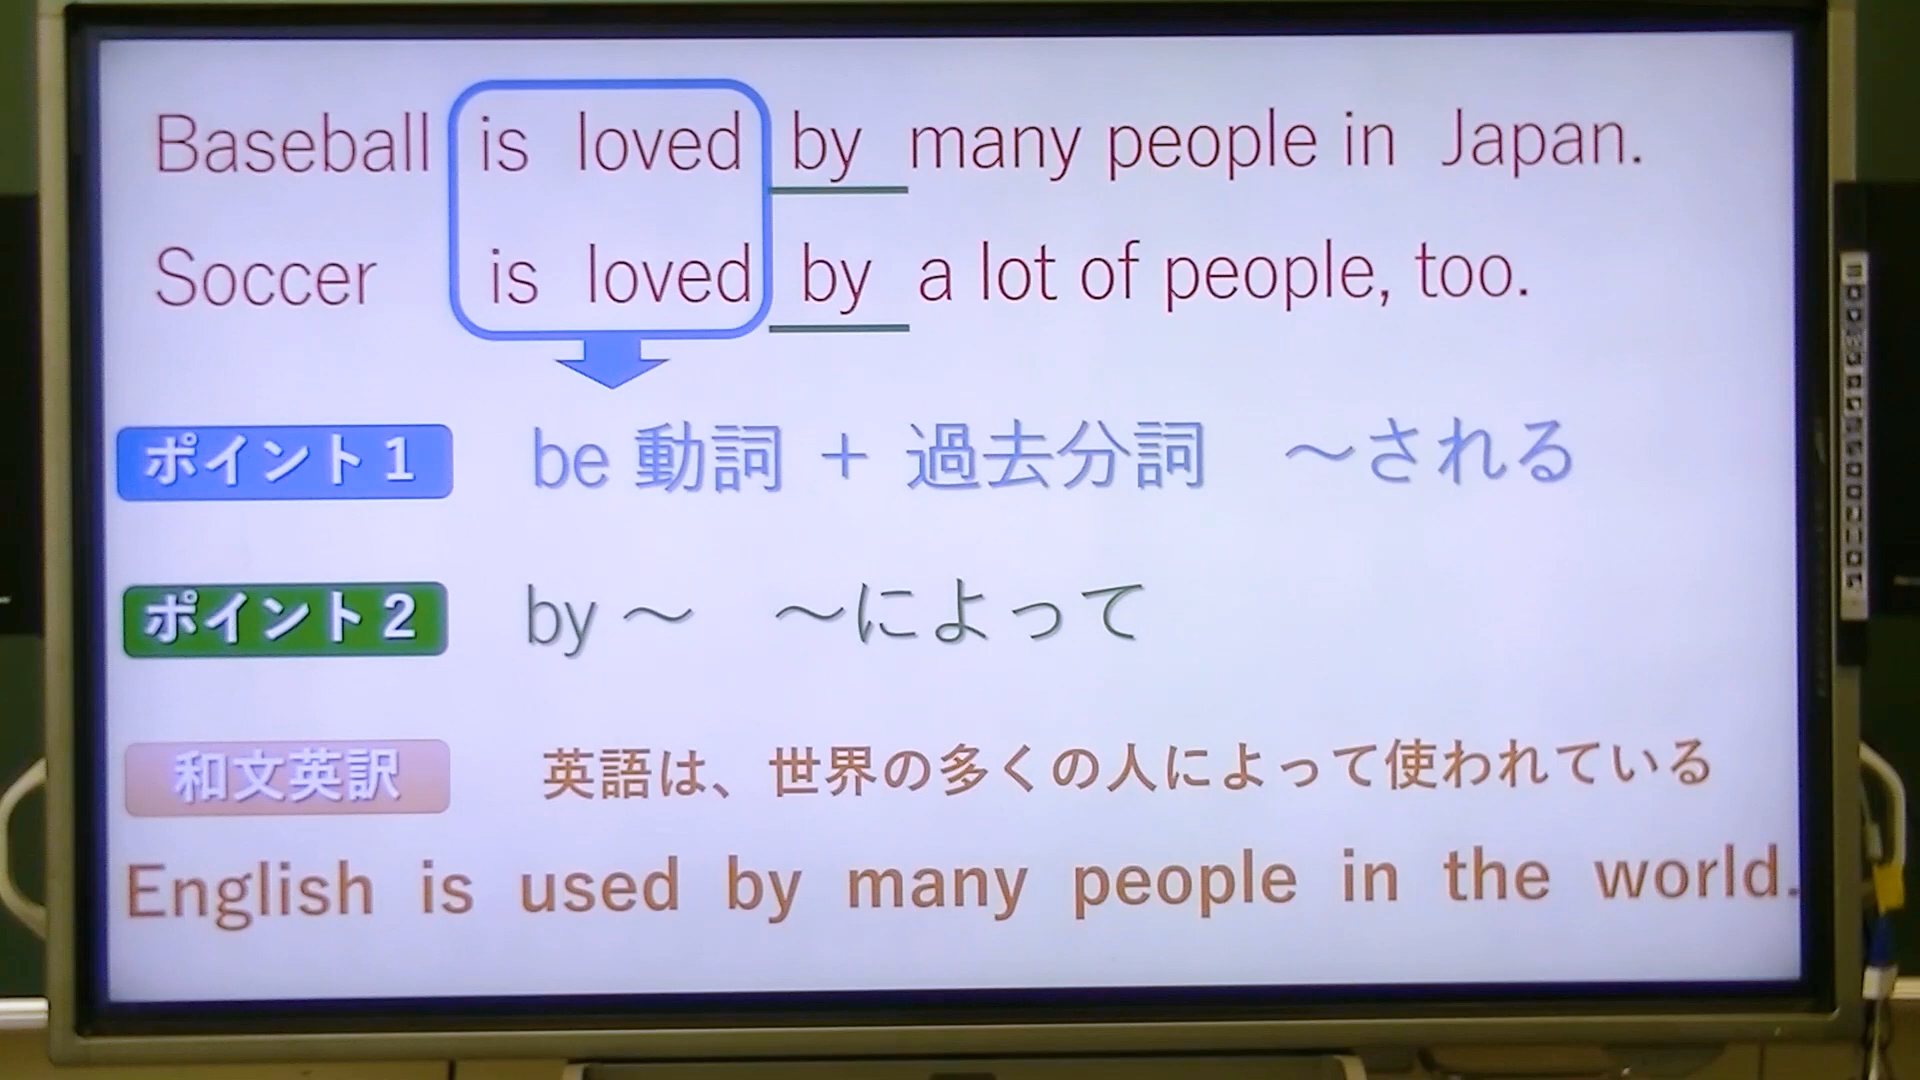 Baseball is loved by many people in Japan.
Soccer is loved by a lot of people, too.
ポイント1 be 動詞 + 過去分詞 ～される
ポイント2 by ～ ～によって
和文英訳 英語は、世界の多くの人によって使われている
English is used by many people in the world.